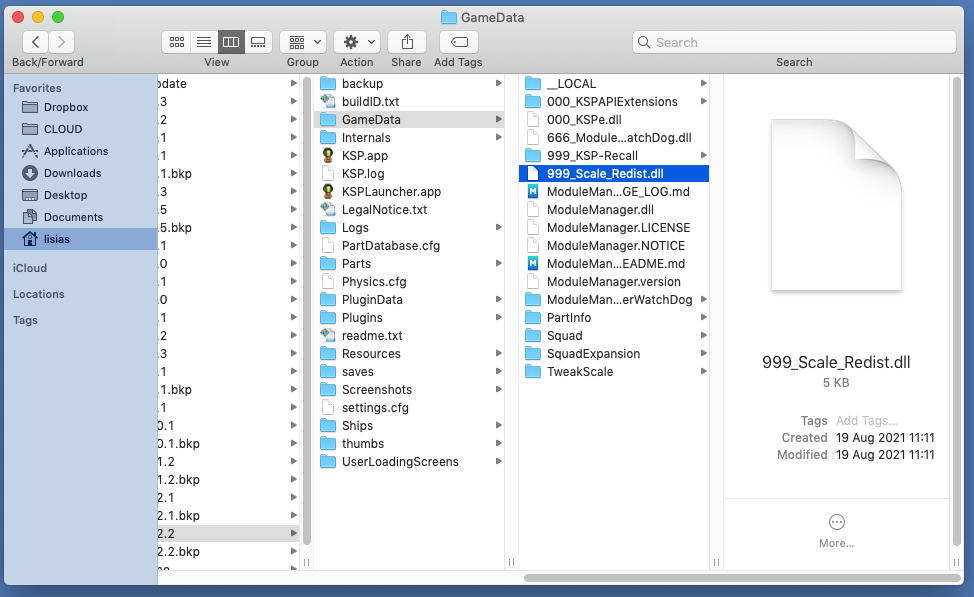 GameData
Back/Forward
View
Group
Action
Share
Add Tags
Search
Search
Favorites
Dropbox
CLOUD
Applications
Downloads
Desktop
Documents
lisias
iCloud
Locations
Tags
.3
.2
.1
.1
.1.bkp
.1
.5
.5.bkp
.1
.0
.1
.0
.1
.2
.3
.1
.1.bkp
.1
0.1
0.1.bkp
1.2
1.2.bkp
2.1
2.1.bkp
2.2
2.2.bkp
backup
buildID.txt
GameData
Internals
KSP.app
KSP.log
KSPLauncher.app
LegalNotice.txt
Logs
PartDatabase.cfg
Parts
Physics.cfg
PluginData
Plugins
readme.txt
Resources
saves
Screenshots
settings.cfg
Ships
thumbs
UserLoadingScreens
__LOCAL
000_KSPAPIExtensions
000_KSPe.dll
666_Module...atchDog.dll
999_KSP-Recall
999_Scale_Redist.dll
ModuleMan...GE_LOG.md
ModuleManager.dll
ModuleManager.LICENSE
ModuleManager.NOTICE
ModuleMan...EADME.md
ModuleManager.version
ModuleMan...erWatchDog
PartInfo
Squad
SquadExpansion
TweakScale
999_Scale_Redist.dll
5 KB
Tags Add Tags...
Created 19 Aug 2021 11:11
Modified 19 Aug 2021 11:11
More...